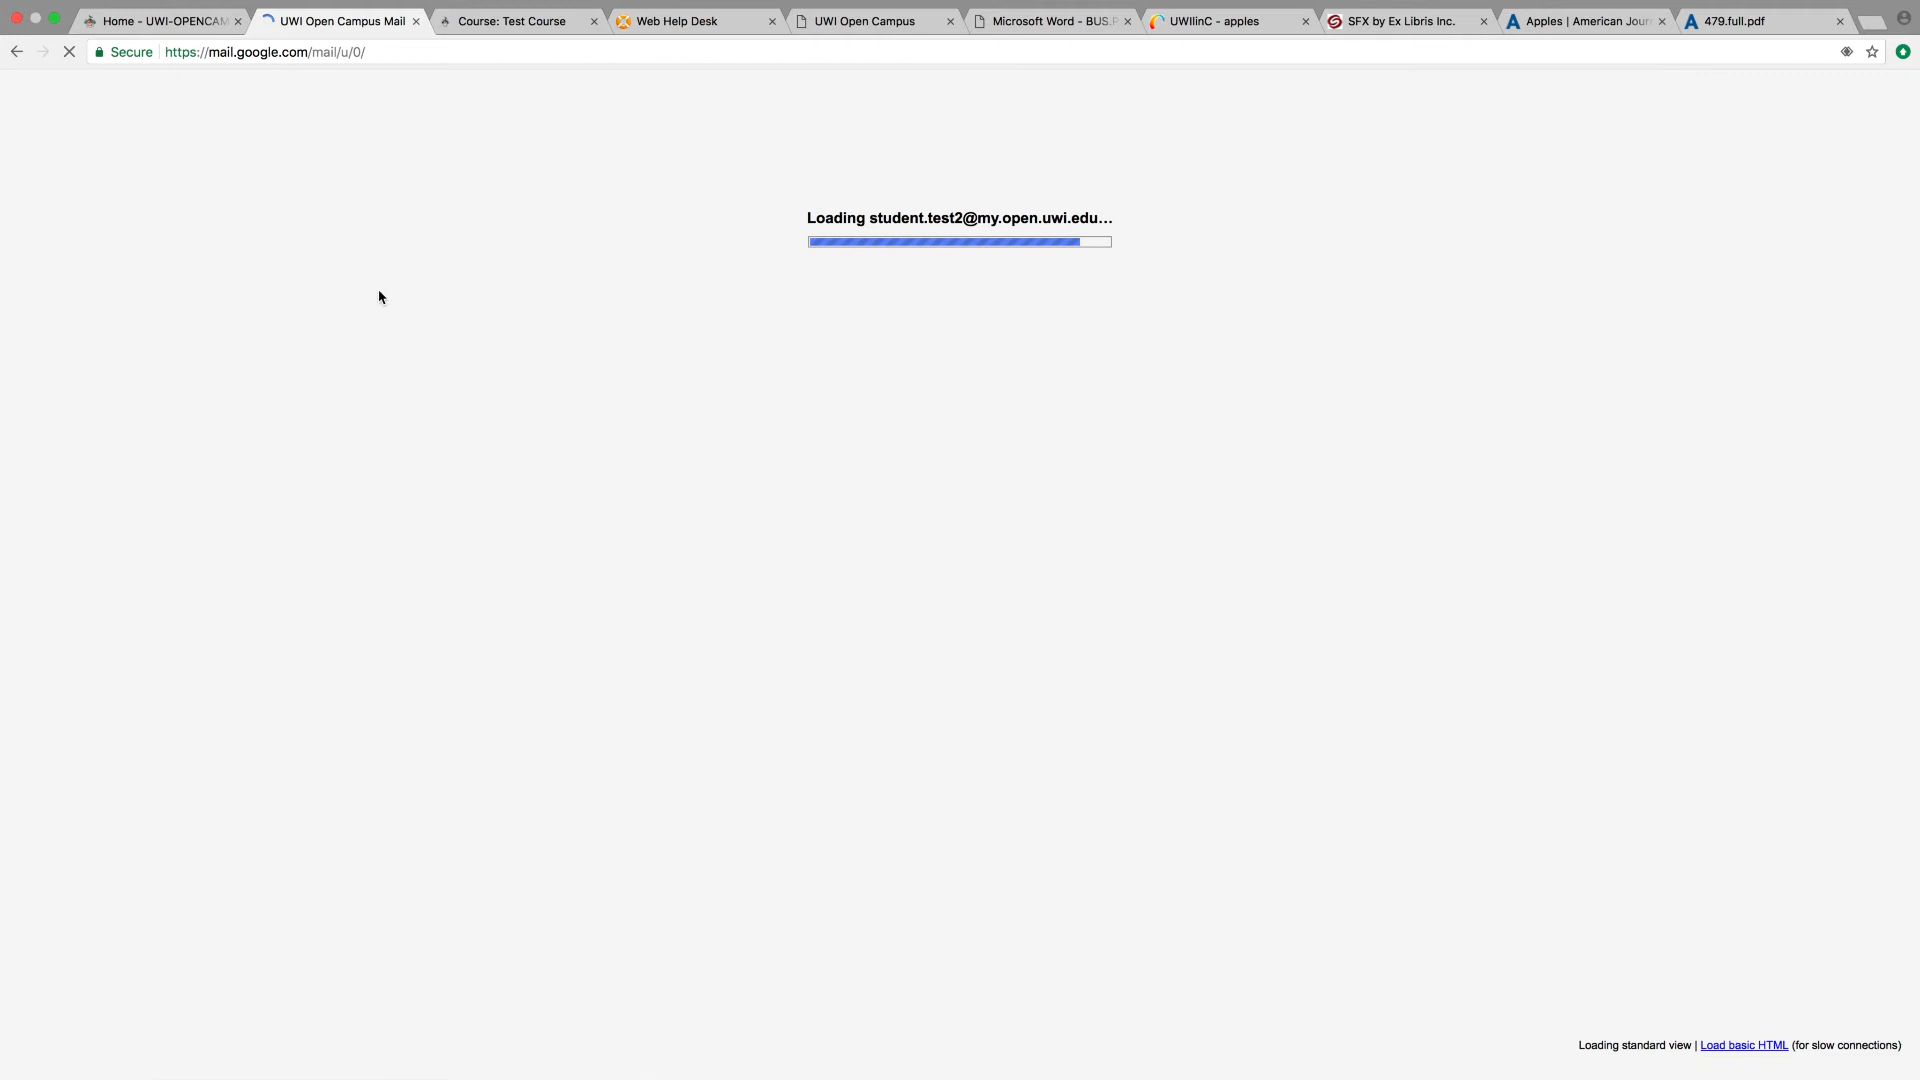 Home - UWI-OPENCAM
UWI Open Campus Mail
Course: Test Course
Web Help Desk
UWI Open Campus
Microsoft Word - BUS.P
UWIlinC - apples
SFX by Ex Libris Inc.
Apples | American Jour
479.full.pdf
Secure
https://mail.google.com/mail/u/0/
Loading student.test2@my.open.uwi.edu…
Loading standard view | Load basic HTML (for slow connections)